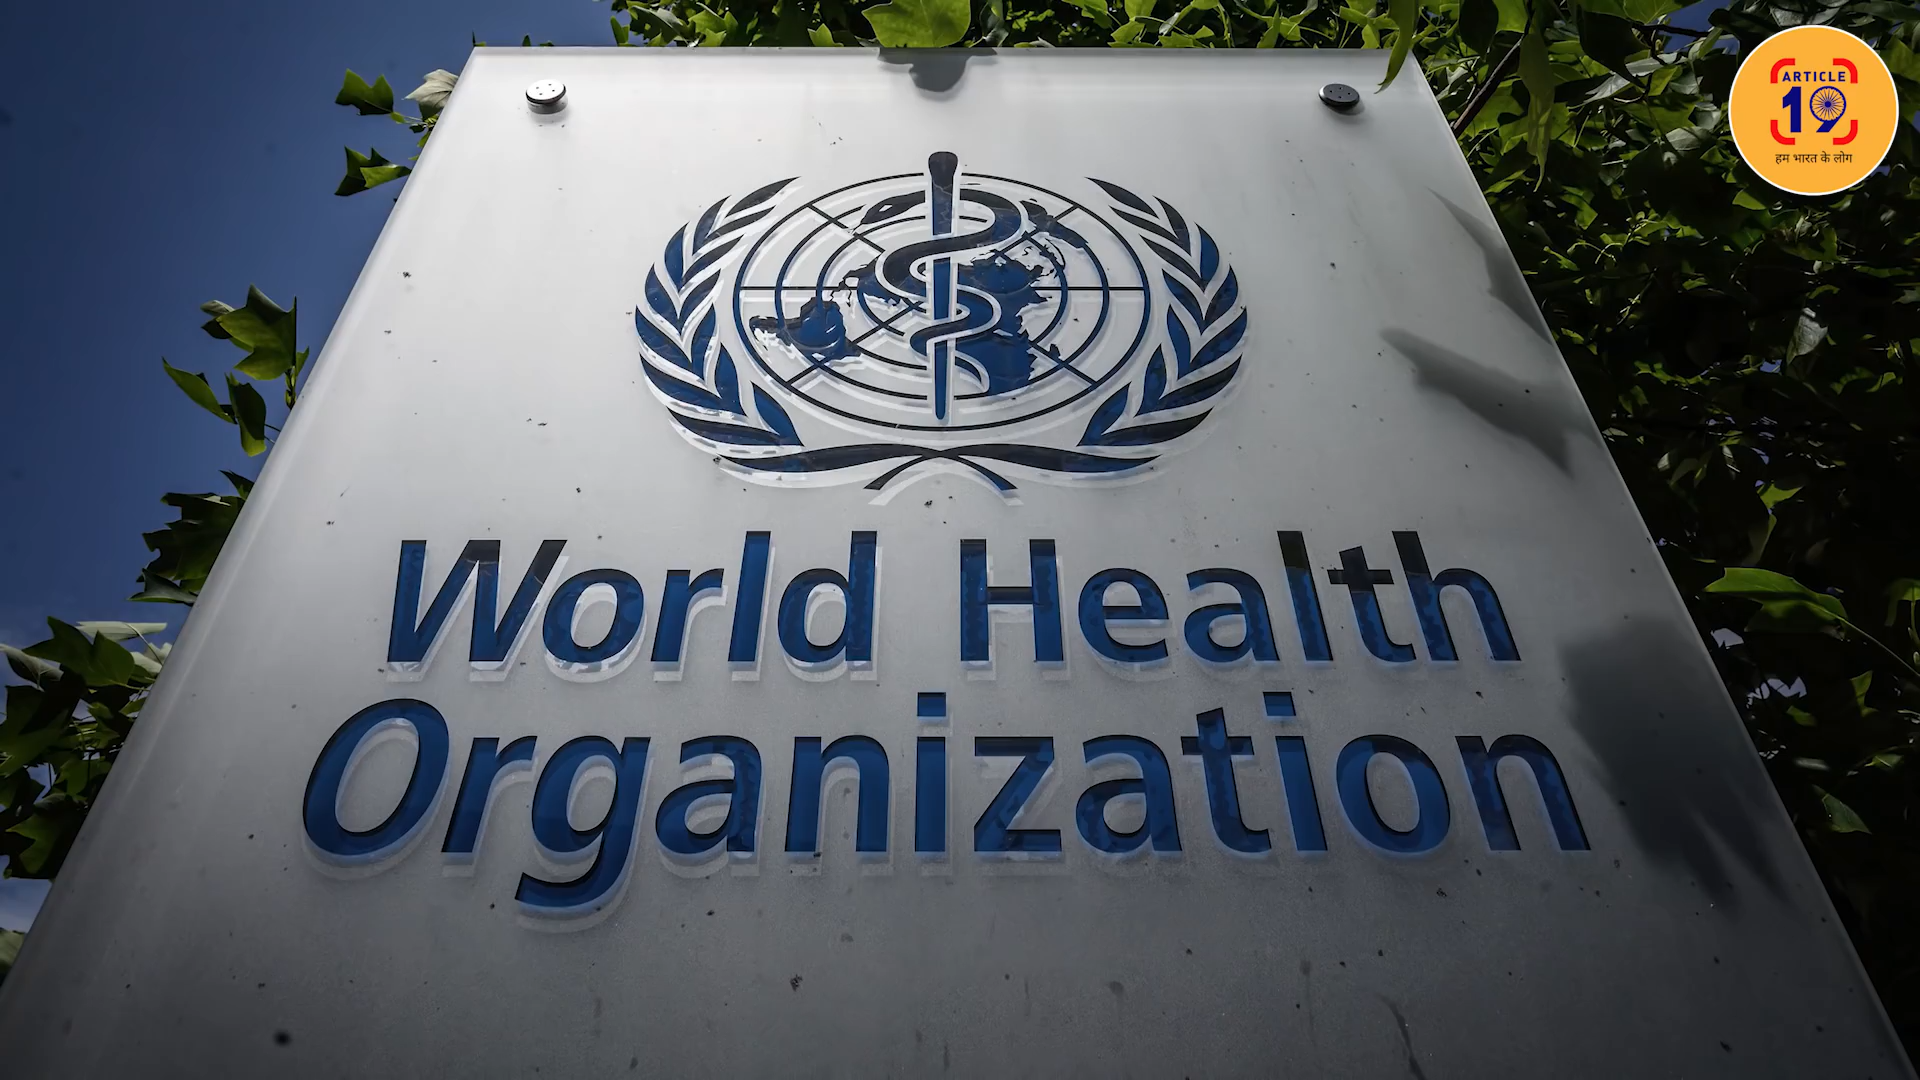 ARTICLE
19
हम भारत के लोग
World Health
Organization